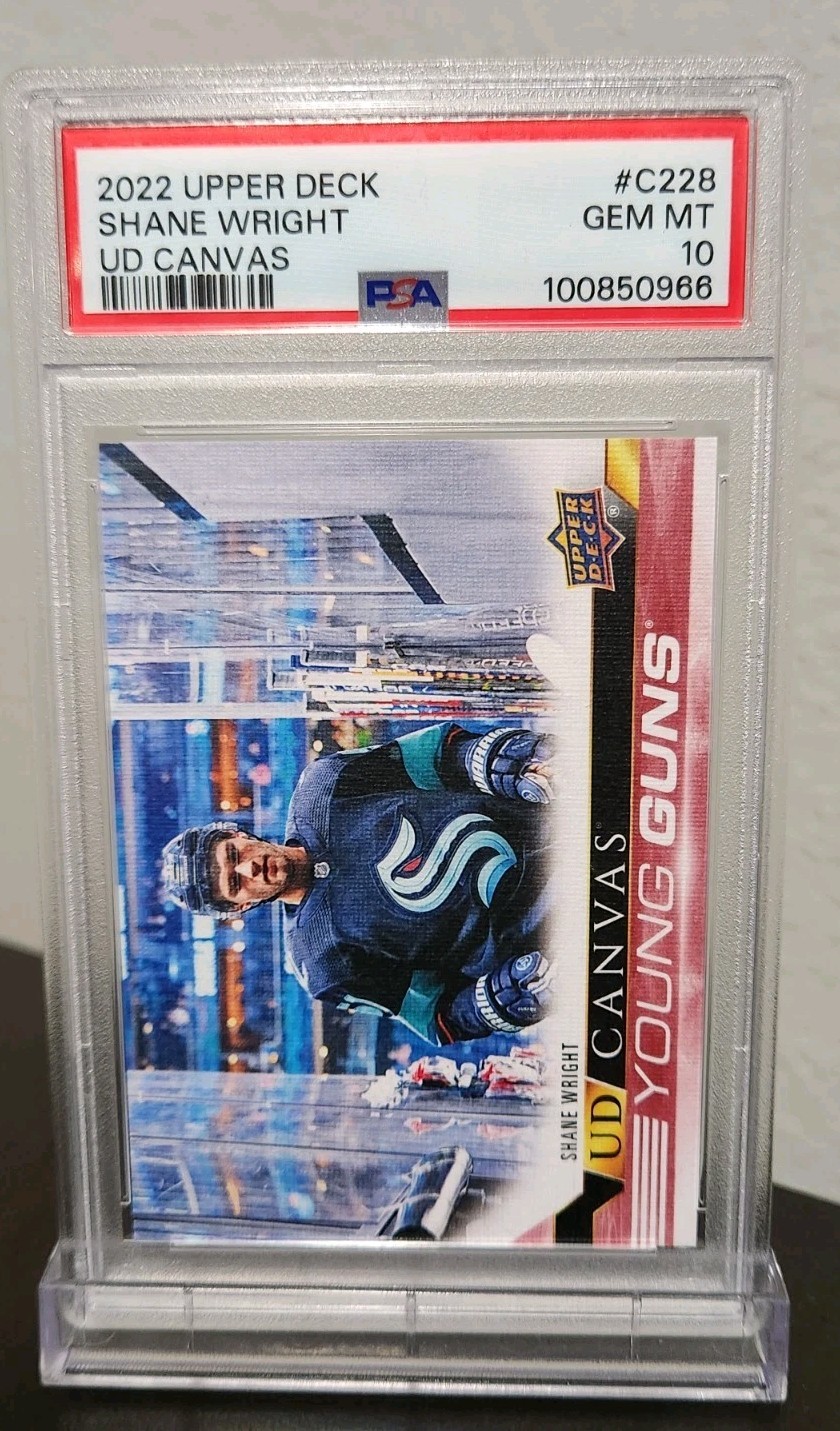 2022 UPPER DECK #C228
SHANE WRIGHT GEM MT
UD CANVAS 10
PSA 100850966
UPPER
DECK®
SHANE WRIGHT
UD CANVAS™
YOUNG GUNS®